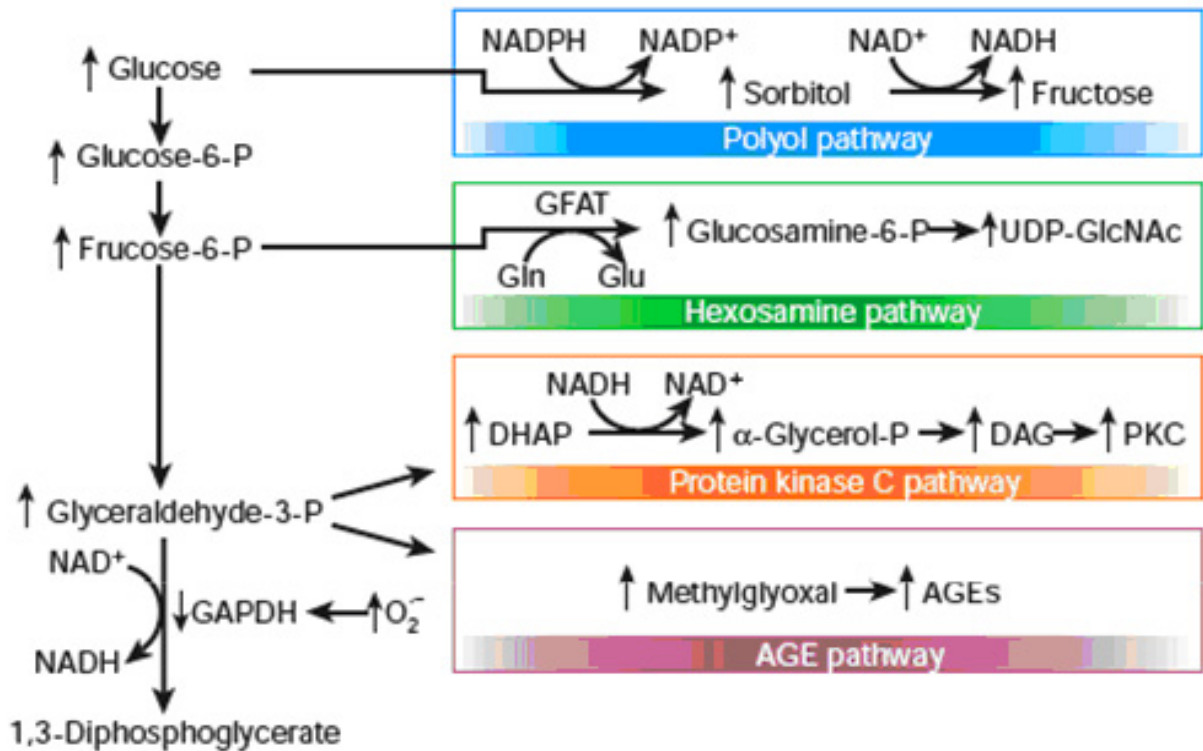 NADPH NADP⁺ NAD⁺ NADH
↑ Glucose
↑ Sorbitol ↑ Fructose
Polyol pathway
↑ Glucose-6-P
GFAT
↑ Glucosamine-6-P → ↑ UDP-GlcNAc
↑ Frucose-6-P
Gln Glu
Hexosamine pathway
NADH NAD⁺
↑ DHAP ↑ α-Glycerol-P → ↑ DAG → ↑ PKC
Protein kinase C pathway
↑ Glyceraldehyde-3-P
NAD⁺
↑ Methylglyoxal → ↑ AGEs
↓ GAPDH ← ↑ O₂·⁻
NADH
AGE pathway
1,3-Diphosphoglycerate